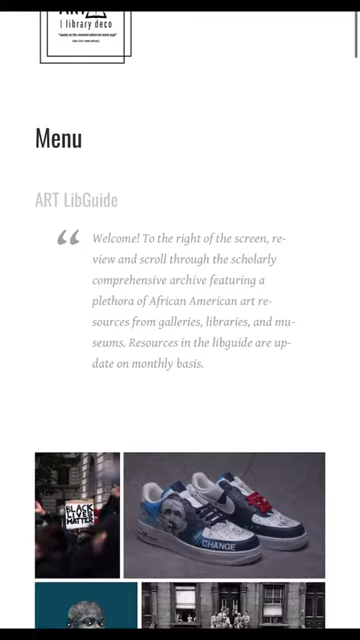 ART
| library deco
Menu
ART LibGuide
“ Welcome! To the right of the screen, re-
view and scroll through the scholarly
comprehensive archive featuring a
plethora of African American art re-
sources from galleries, libraries, and mu-
seums. Resources in the libguide are up-
date on monthly basis.
BLACK
LIVES
MATTER
CHANGE